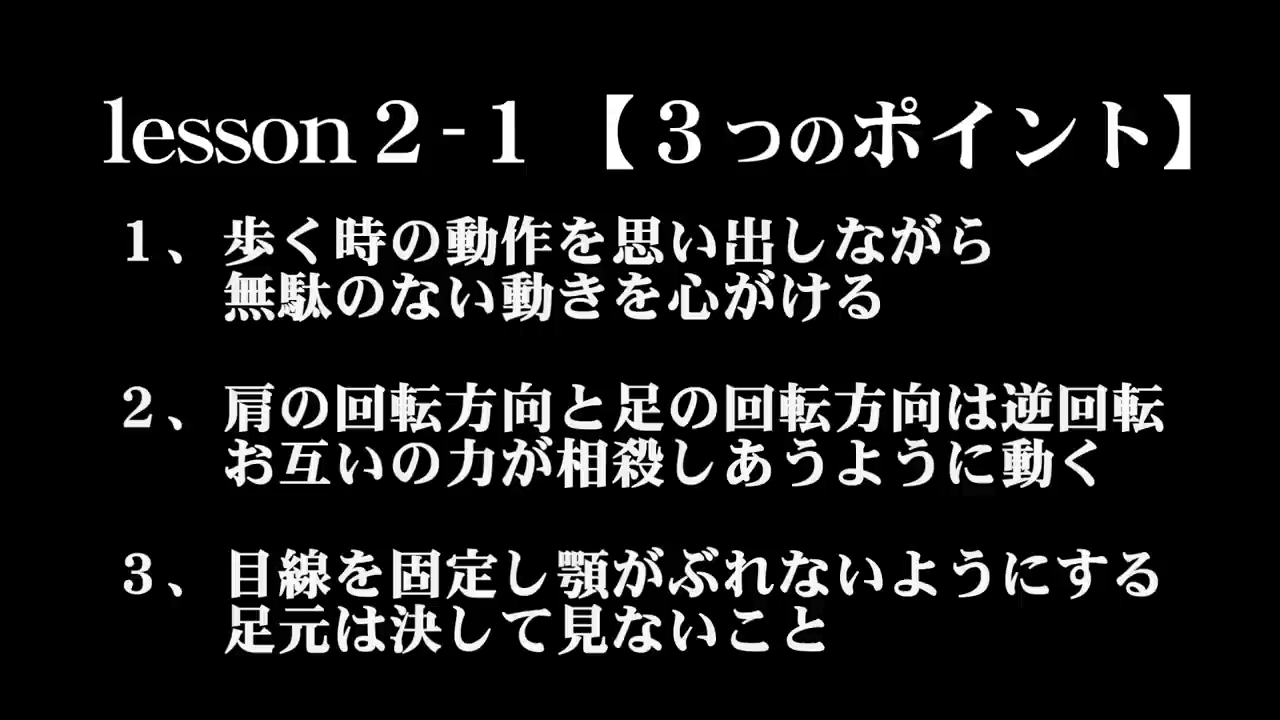 lesson２-１【３つのポイント】
１、歩く時の動作を思い出しながら
無駄のない動きを心がける
２、肩の回転方向と足の回転方向は逆回転
お互いの力が相殺しあうように動く
３、目線を固定し顎がぶれないようにする
足元は決して見ないこと